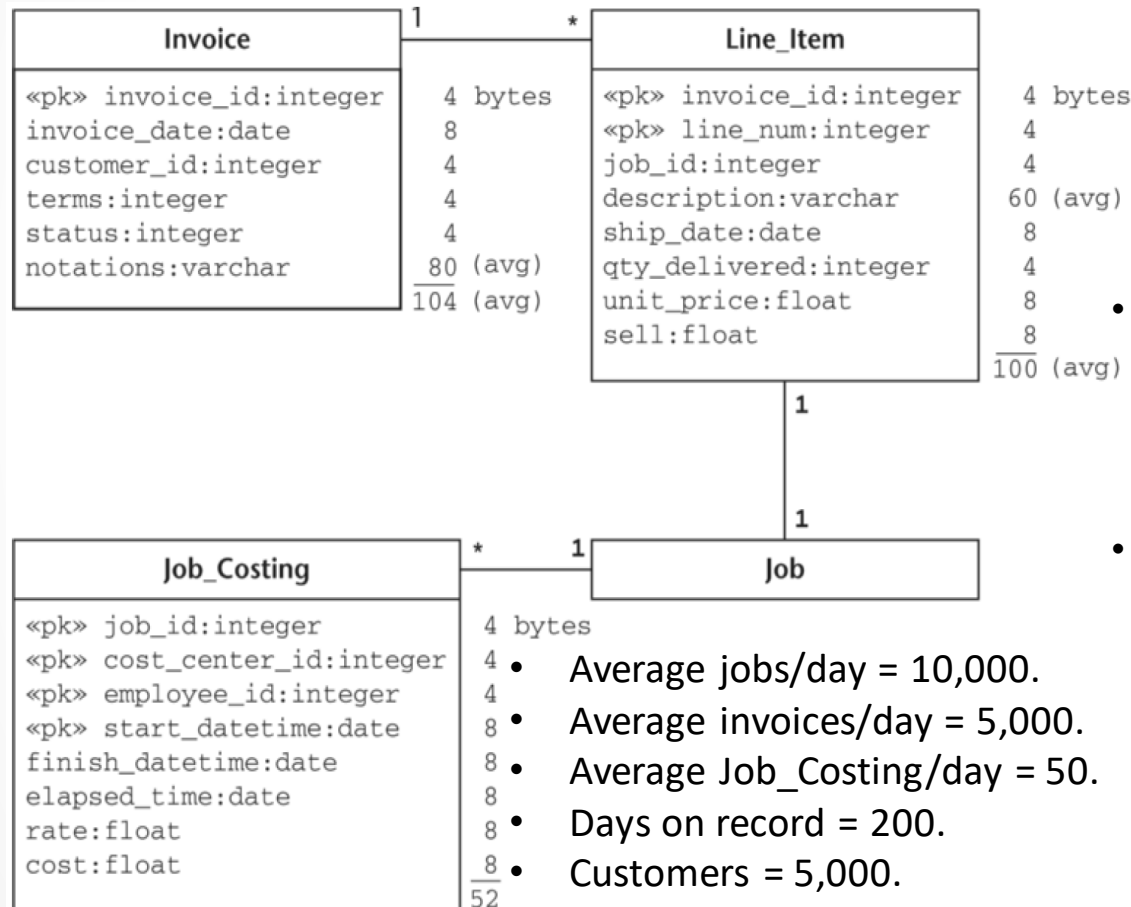 1 *
Invoice
«pk» invoice_id:integer 4 bytes
invoice_date:date 8
customer_id:integer 4
terms:integer 4
status:integer 4
notations:varchar 80 (avg)
104 (avg)
Line_Item
«pk» invoice_id:integer 4 bytes
«pk» line_num:integer 4
job_id:integer 4
description:varchar 60 (avg)
ship_date:date 8
qty_delivered:integer 4
unit_price:float 8
•
sell:float 8
100 (avg)
1
1
* 1
•
Job_Costing
«pk» job_id:integer 4 bytes
«pk» cost_center_id:integer 4
«pk» employee_id:integer 4
«pk» start_datetime:date 8
finish_datetime:date 8
elapsed_time:date 8
rate:float 8
cost:float 8
52
Job
• Average jobs/day = 10,000.
• Average invoices/day = 5,000.
• Average Job_Costing/day = 50.
• Days on record = 200.
• Customers = 5,000.